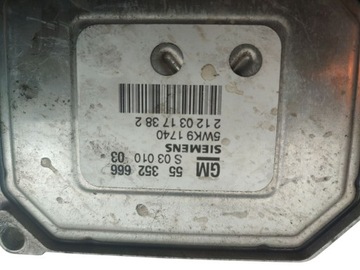 GM 55 352 666
S 03 010 03
SIEMENS
5WK9 1740
2 12 03 17 38 2